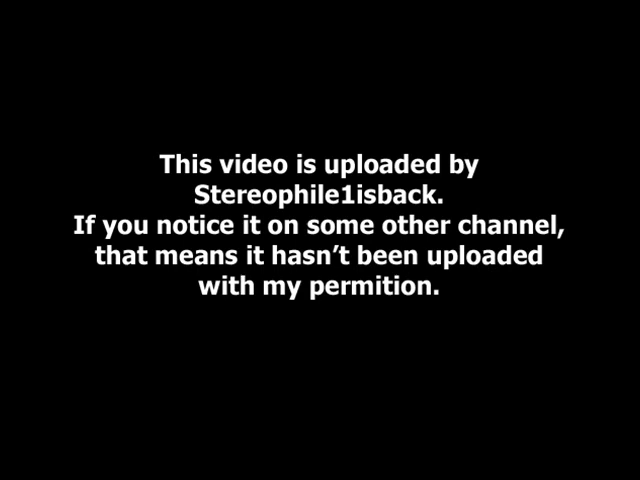 This video is uploaded by
Stereophile1isback.
If you notice it on some other channel,
that means it hasn’t been uploaded
with my permition.